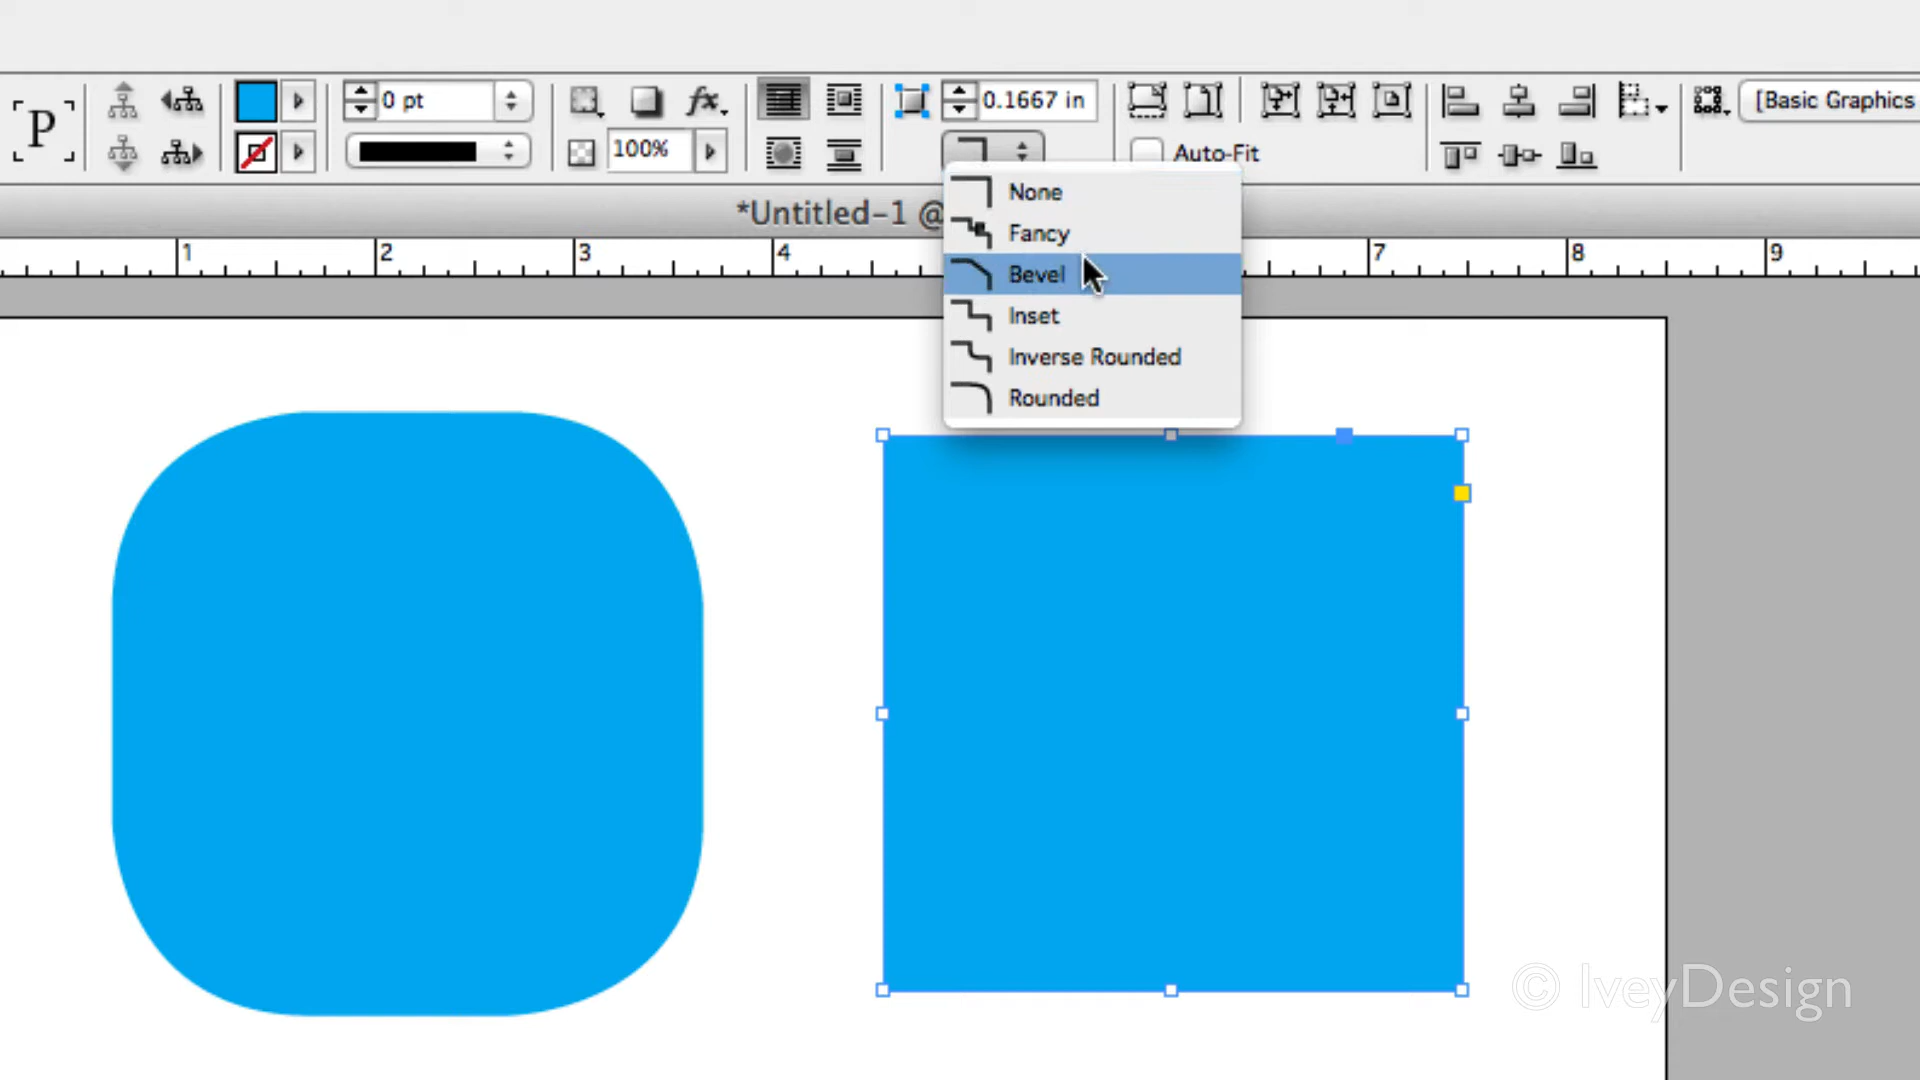 P
0 pt
fx.
0.1667 in
[Basic Graphics
100%
Auto-Fit
*Untitled-1 @
None
Fancy
Bevel
Inset
Inverse Rounded
Rounded
1 2 3 4 7 8 9
© IveyDesign